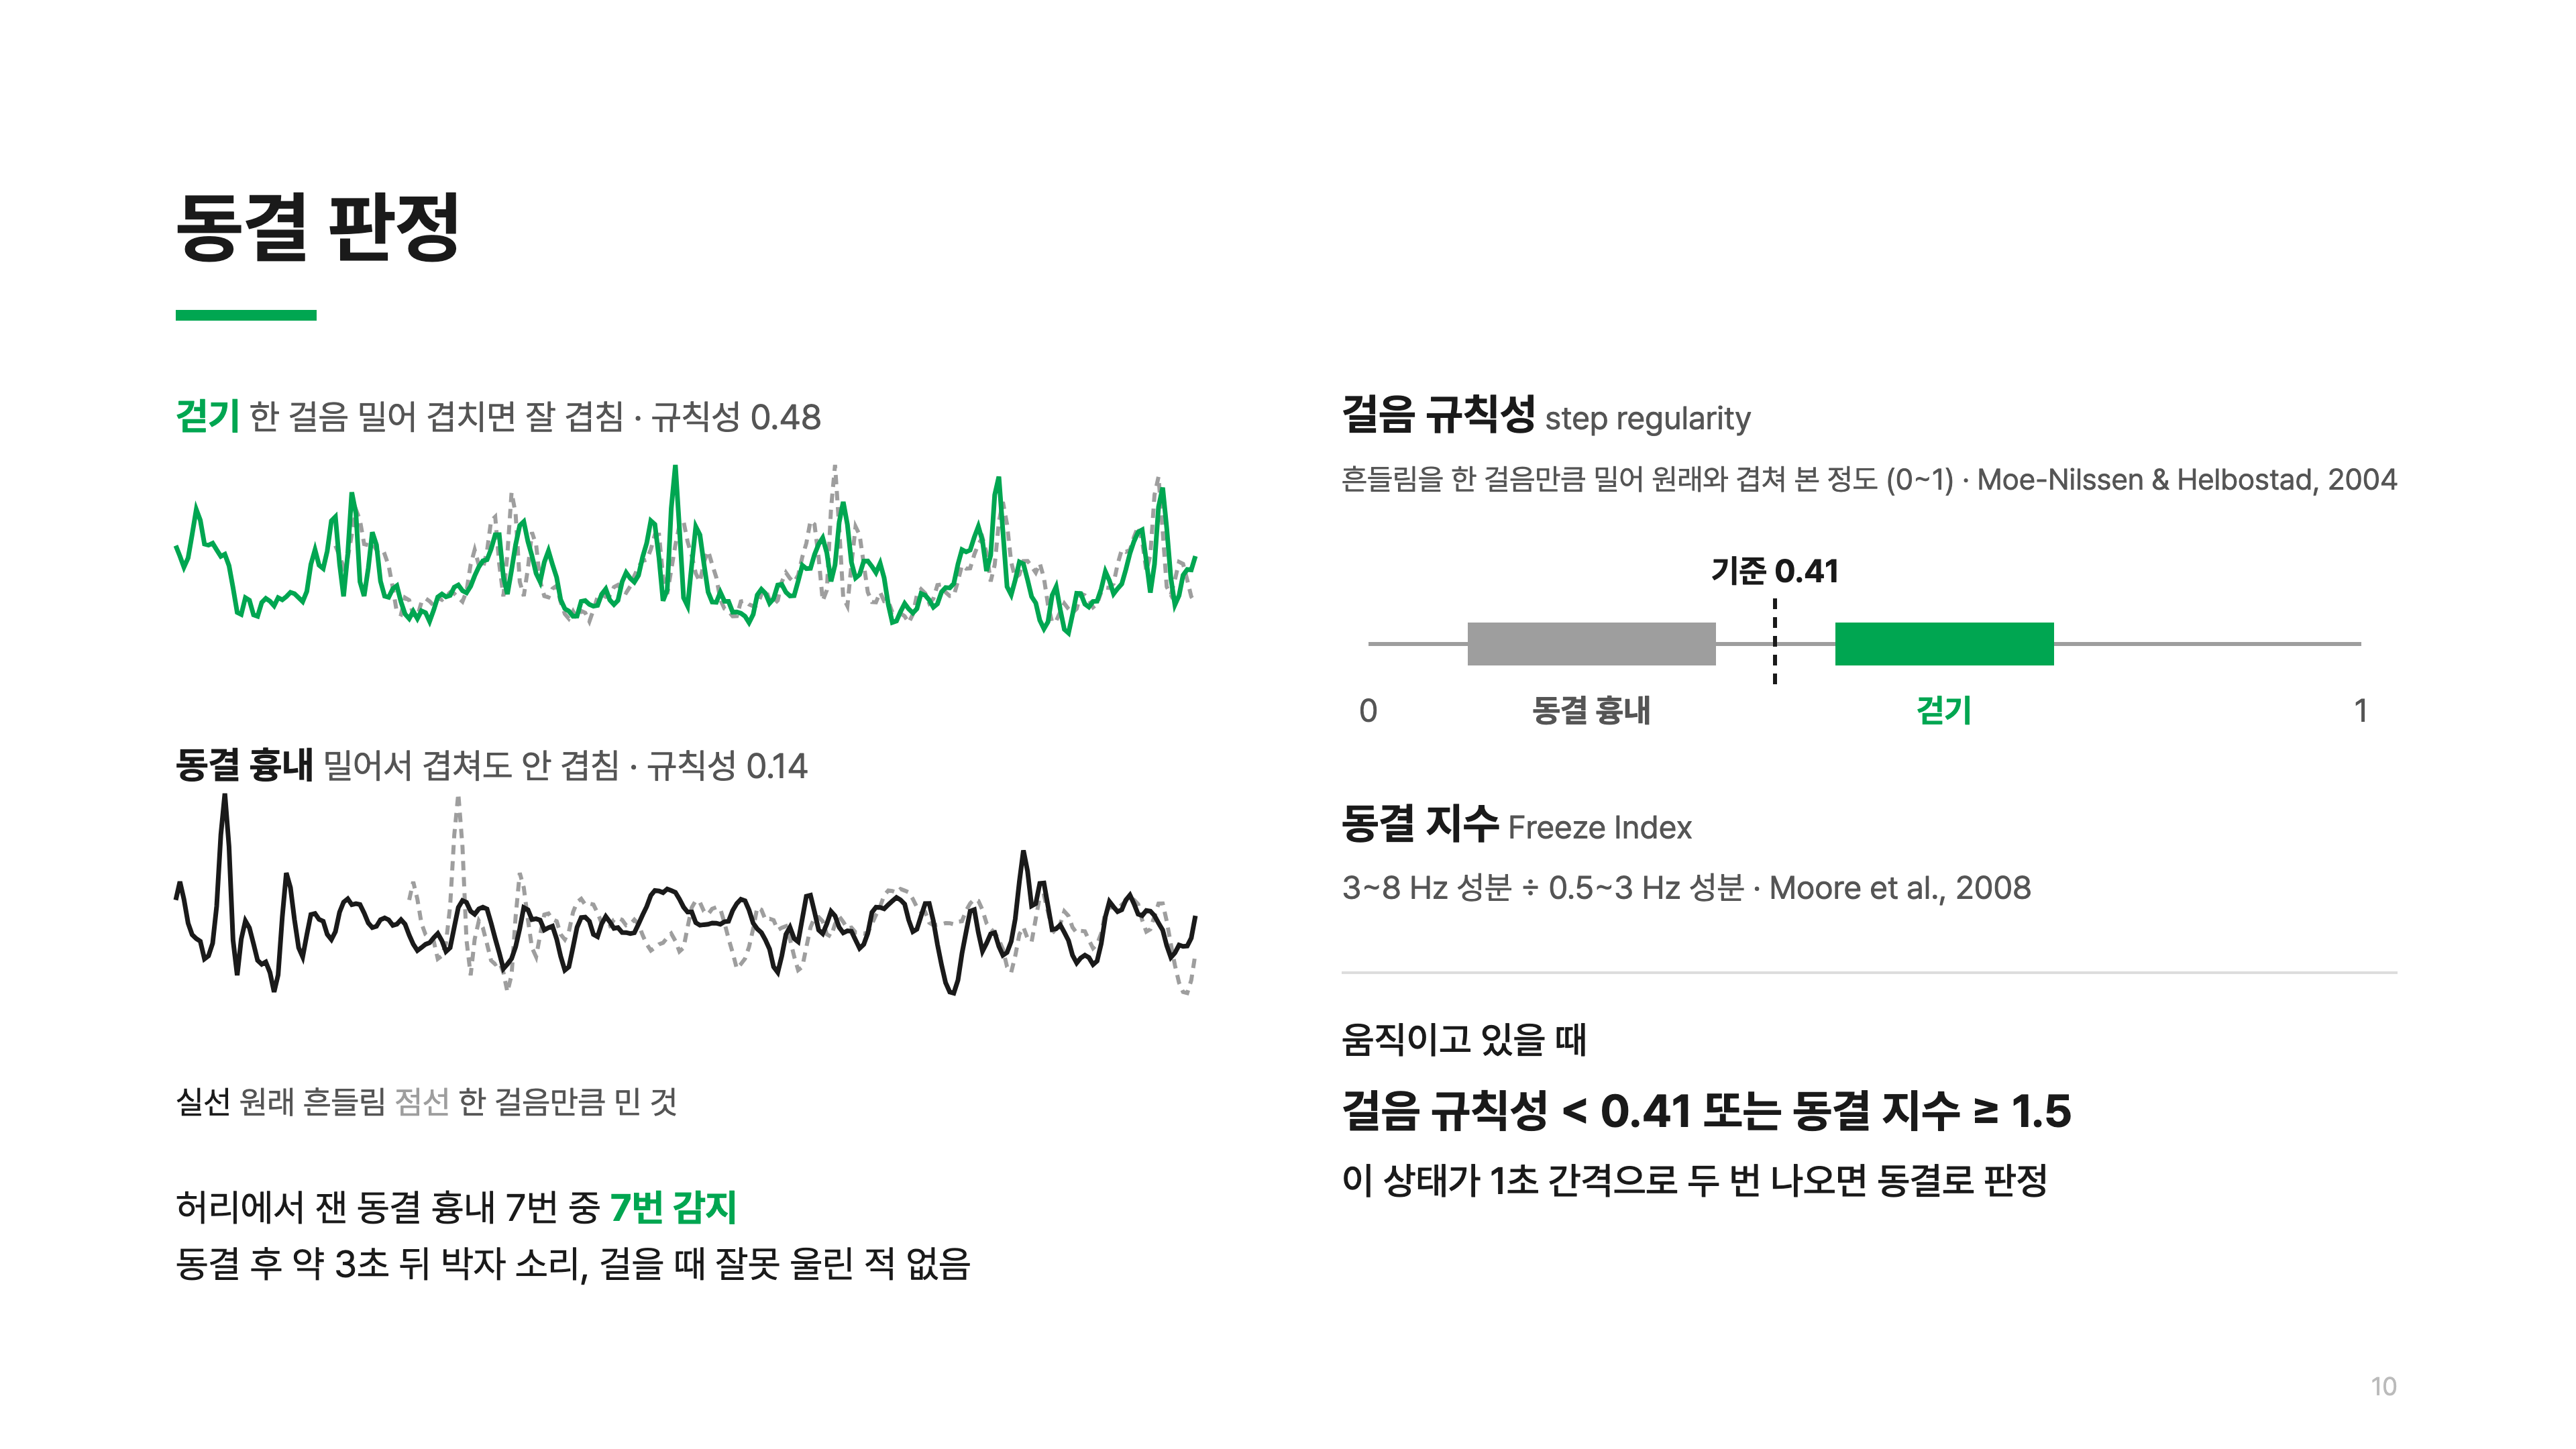 동결 판정
걷기 한 걸음 밀어 겹치면 잘 겹침 · 규칙성 0.48
동결 흉내 밀어서 겹쳐도 안 겹침 · 규칙성 0.14
실선 원래 흔들림 점선 한 걸음만큼 민 것
허리에서 잰 동결 흉내 7번 중 7번 감지
동결 후 약 3초 뒤 박자 소리, 걸을 때 잘못 울린 적 없음
걸음 규칙성 step regularity
흔들림을 한 걸음만큼 밀어 원래와 겹쳐 본 정도 (0~1) · Moe-Nilssen & Helbostad, 2004
기준 0.41
0 동결 흉내 걷기 1
동결 지수 Freeze Index
3~8 Hz 성분 ÷ 0.5~3 Hz 성분 · Moore et al., 2008
움직이고 있을 때
걸음 규칙성 < 0.41 또는 동결 지수 ≥ 1.5
이 상태가 1초 간격으로 두 번 나오면 동결로 판정
10